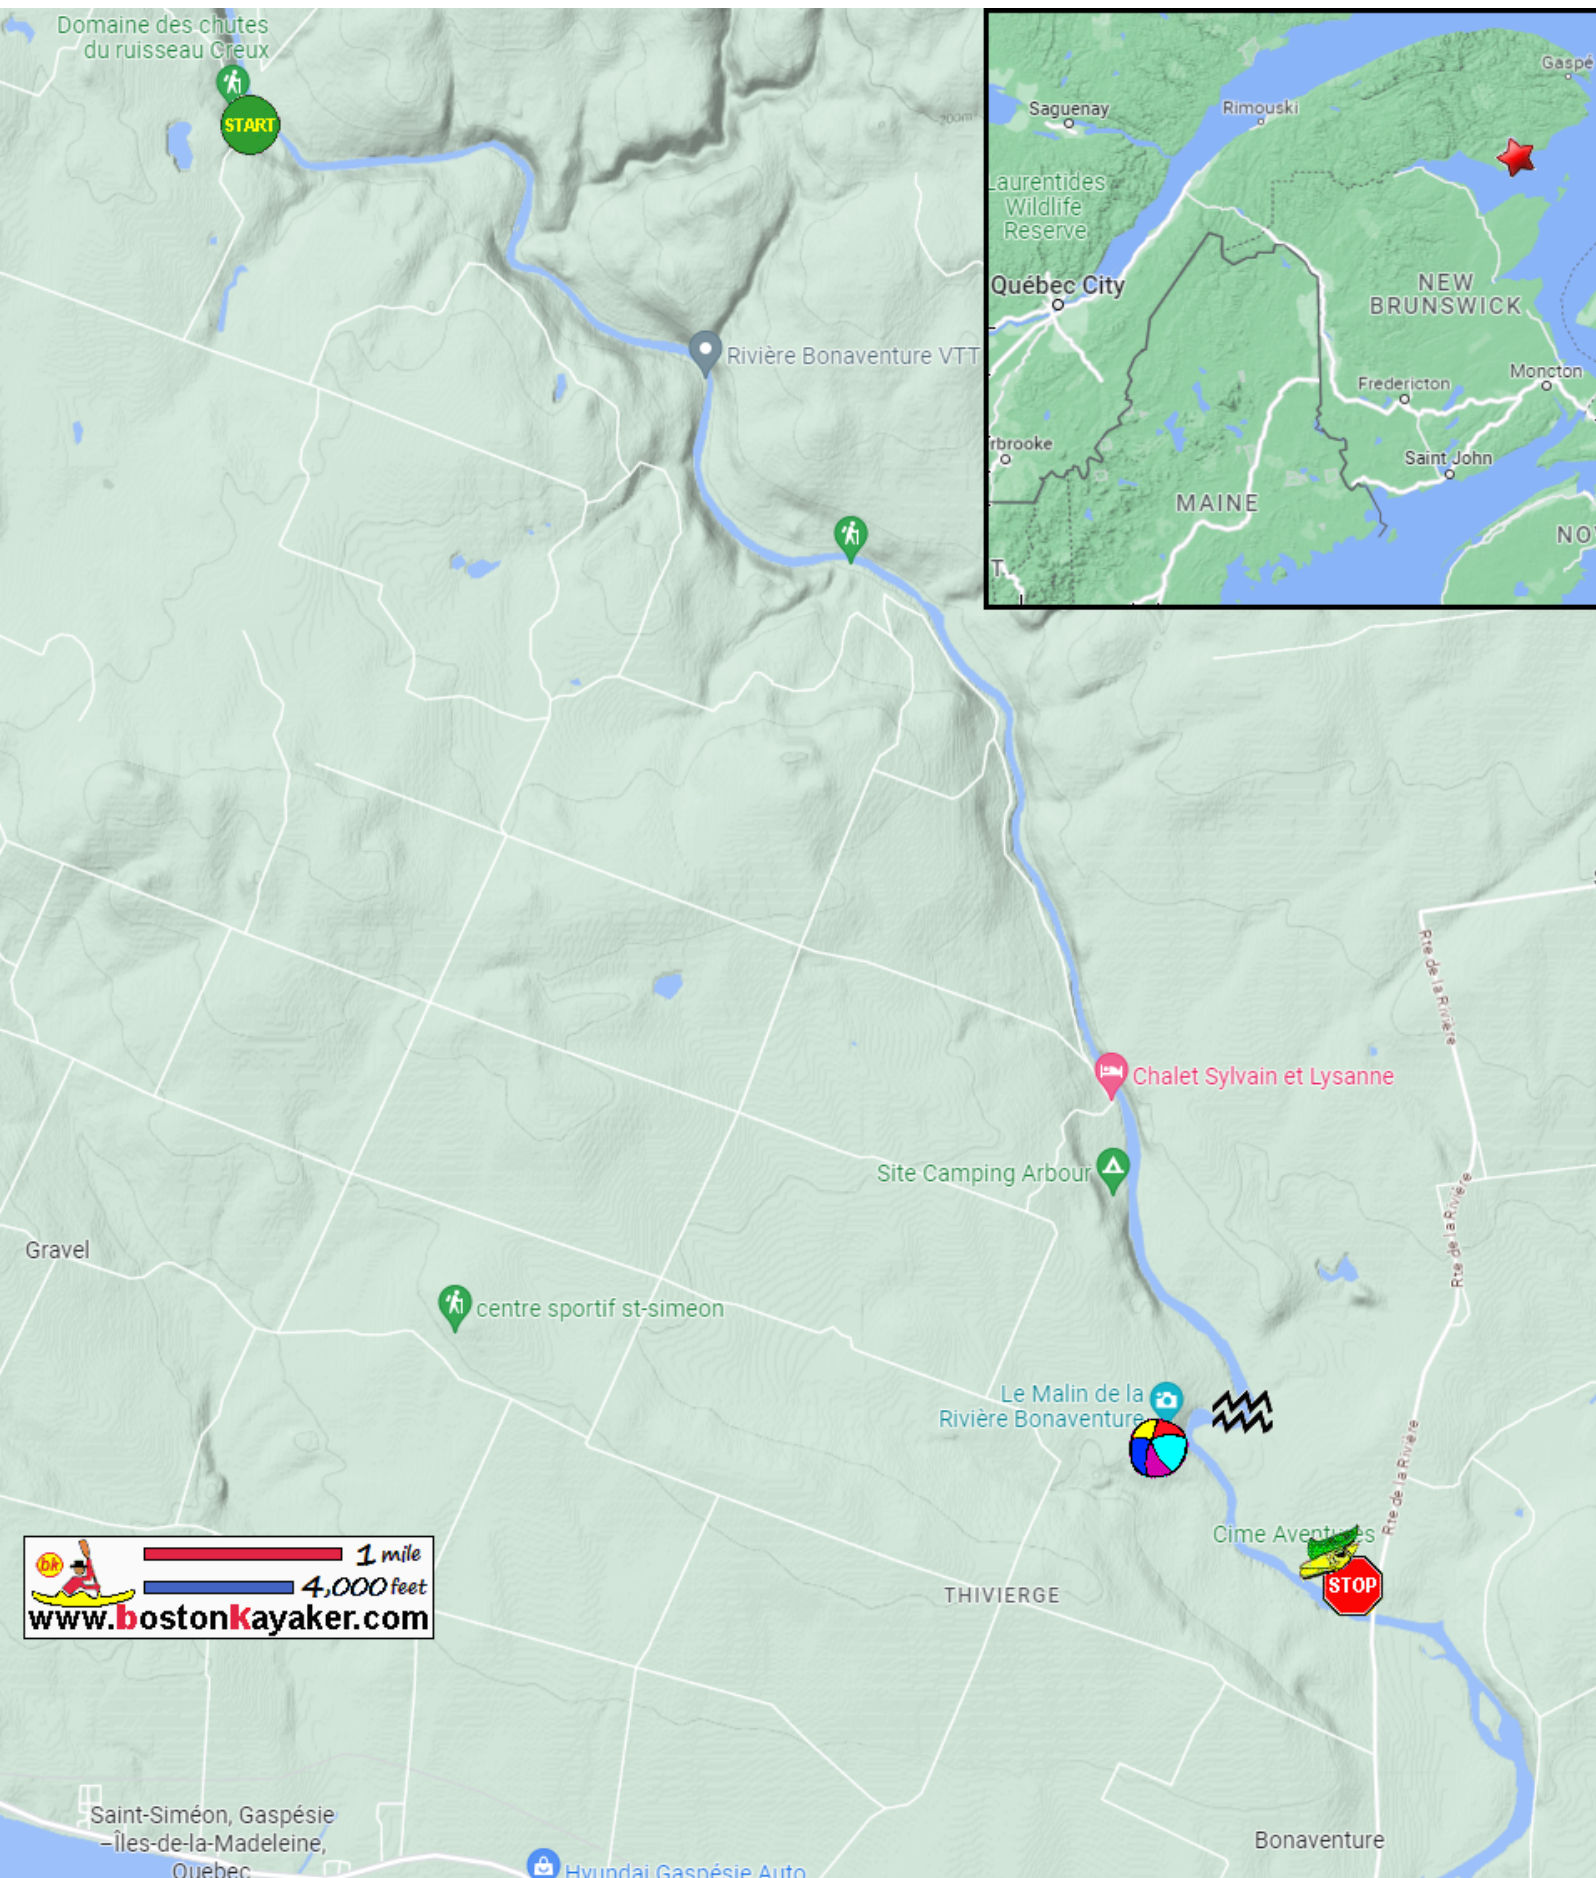 Domaine des chutes
du ruisseau Creux
START
200m
Rivière Bonaventure VTT
Gaspé
Saguenay
Rimouski
Laurentides
Wildlife
Reserve
Québec City
NEW
BRUNSWICK
Moncton
Fredericton
rbrooke
Saint John
MAINE
NO
T.
Rte de la Rivière
Chalet Sylvain et Lysanne
Site Camping Arbour
Rte de la Rivière
Gravel
centre sportif st-simeon
Le Malin de la
Rivière Bonaventure
Rte de la Rivière
Cime Aventures
STOP
bk
1 mile
4,000 feet
www.bostonkayaker.com
THIVIERGE
Saint-Siméon, Gaspésie
–Îles-de-la-Madeleine,
Quebec
Bonaventure
Hyundai Gaspésie Auto